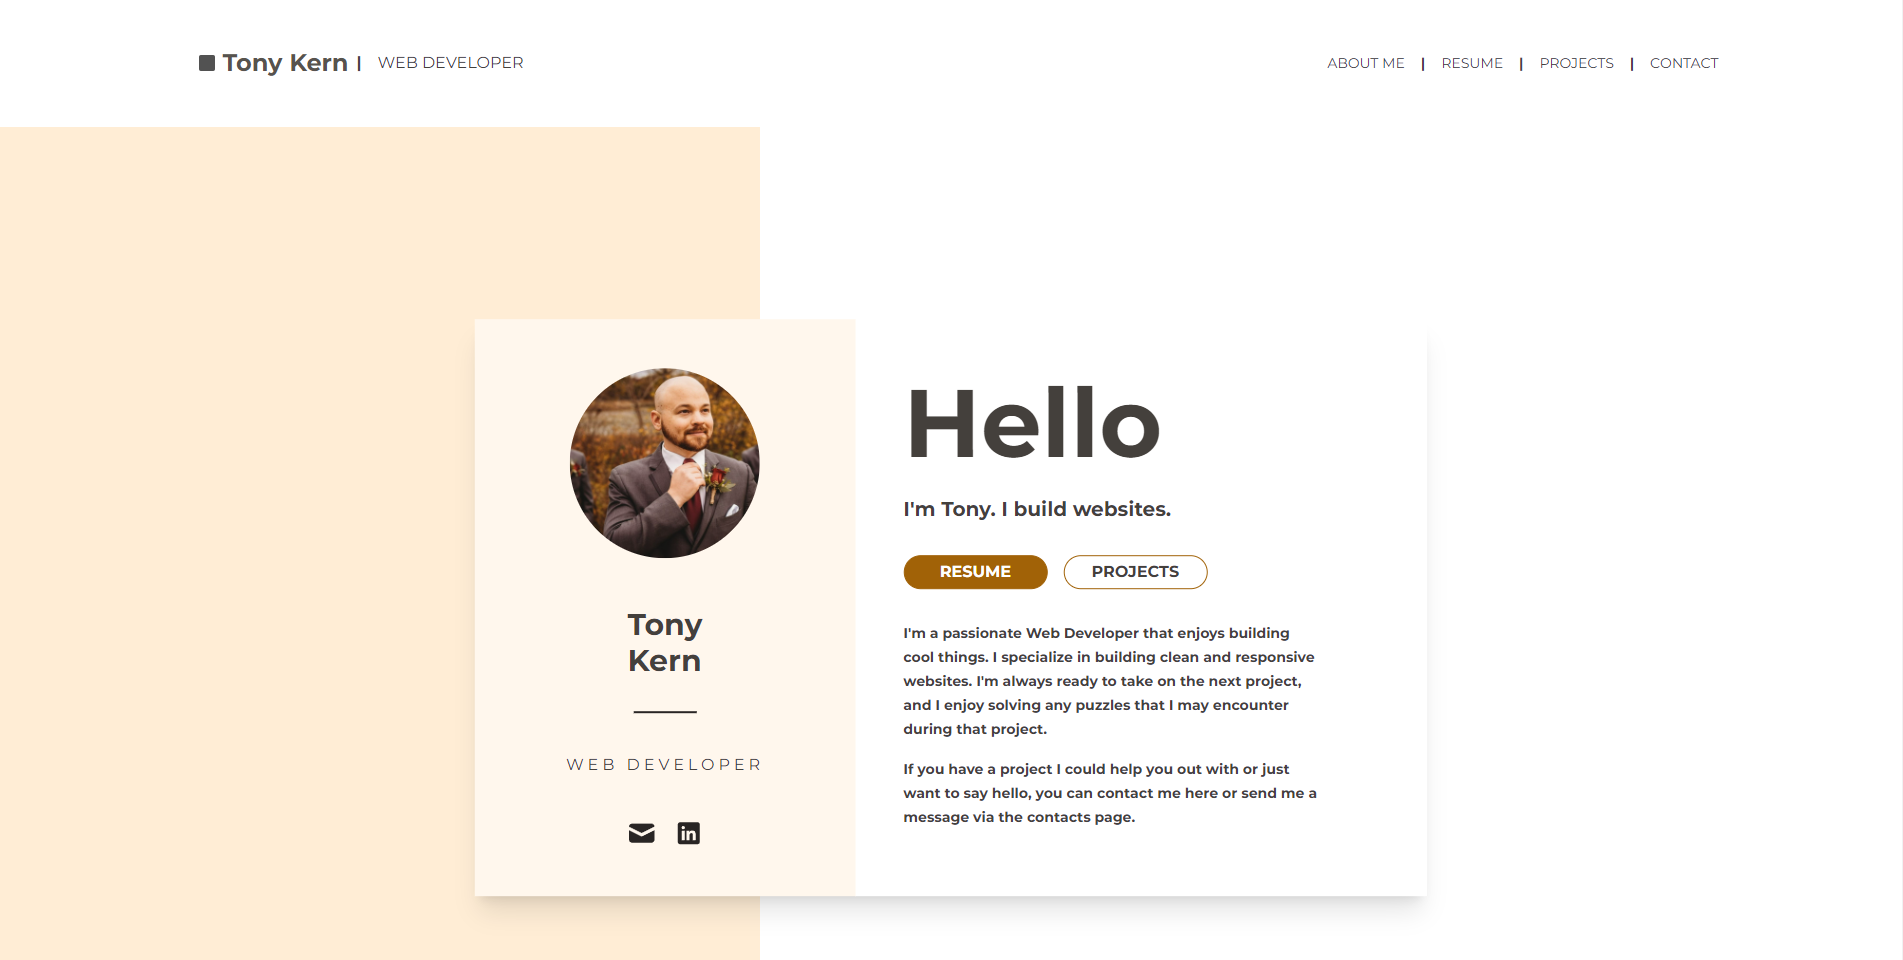 Tony Kern | WEB DEVELOPER
ABOUT ME | RESUME | PROJECTS | CONTACT
Tony
Kern
WEB DEVELOPER
in
Hello
I'm Tony. I build websites.
RESUME PROJECTS
I'm a passionate Web Developer that enjoys building
cool things. I specialize in building clean and responsive
websites. I'm always ready to take on the next project,
and I enjoy solving any puzzles that I may encounter
during that project.
If you have a project I could help you out with or just
want to say hello, you can contact me here or send me a
message via the contacts page.